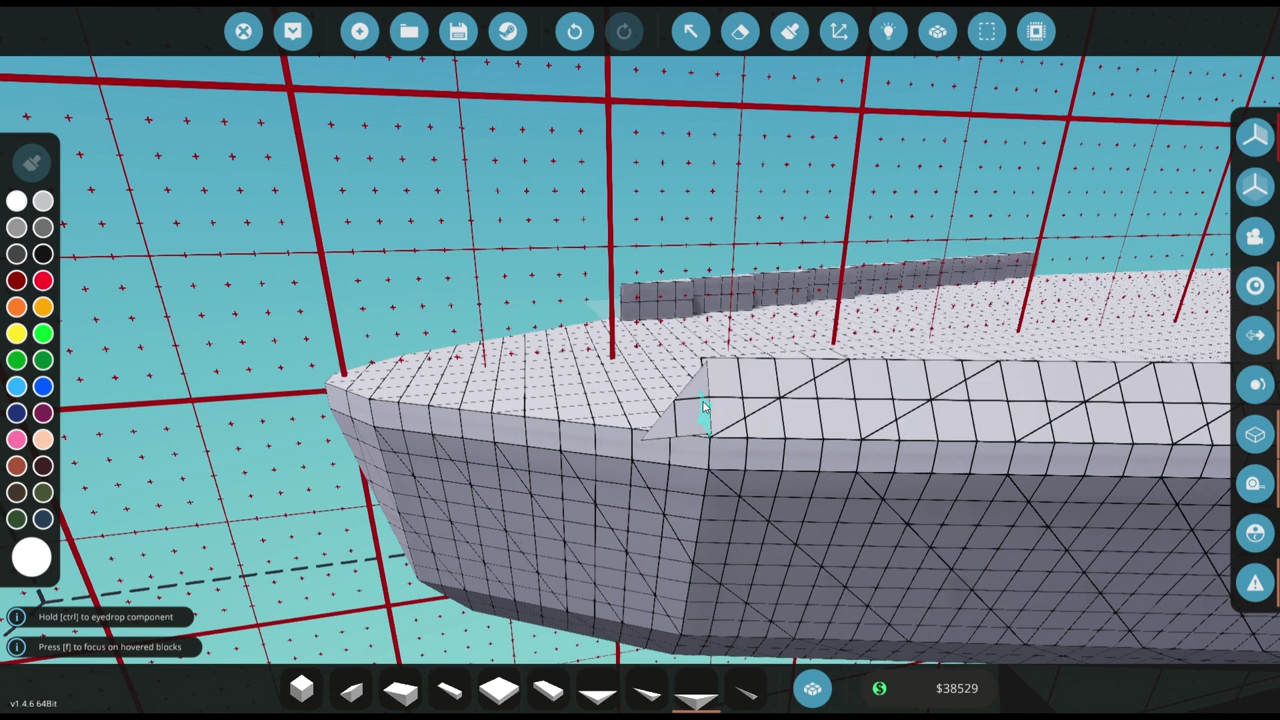 Hold [ctrl] to eyedrop component
Press [f] to focus on hovered blocks
v1.4.6 64Bit
$
$38529